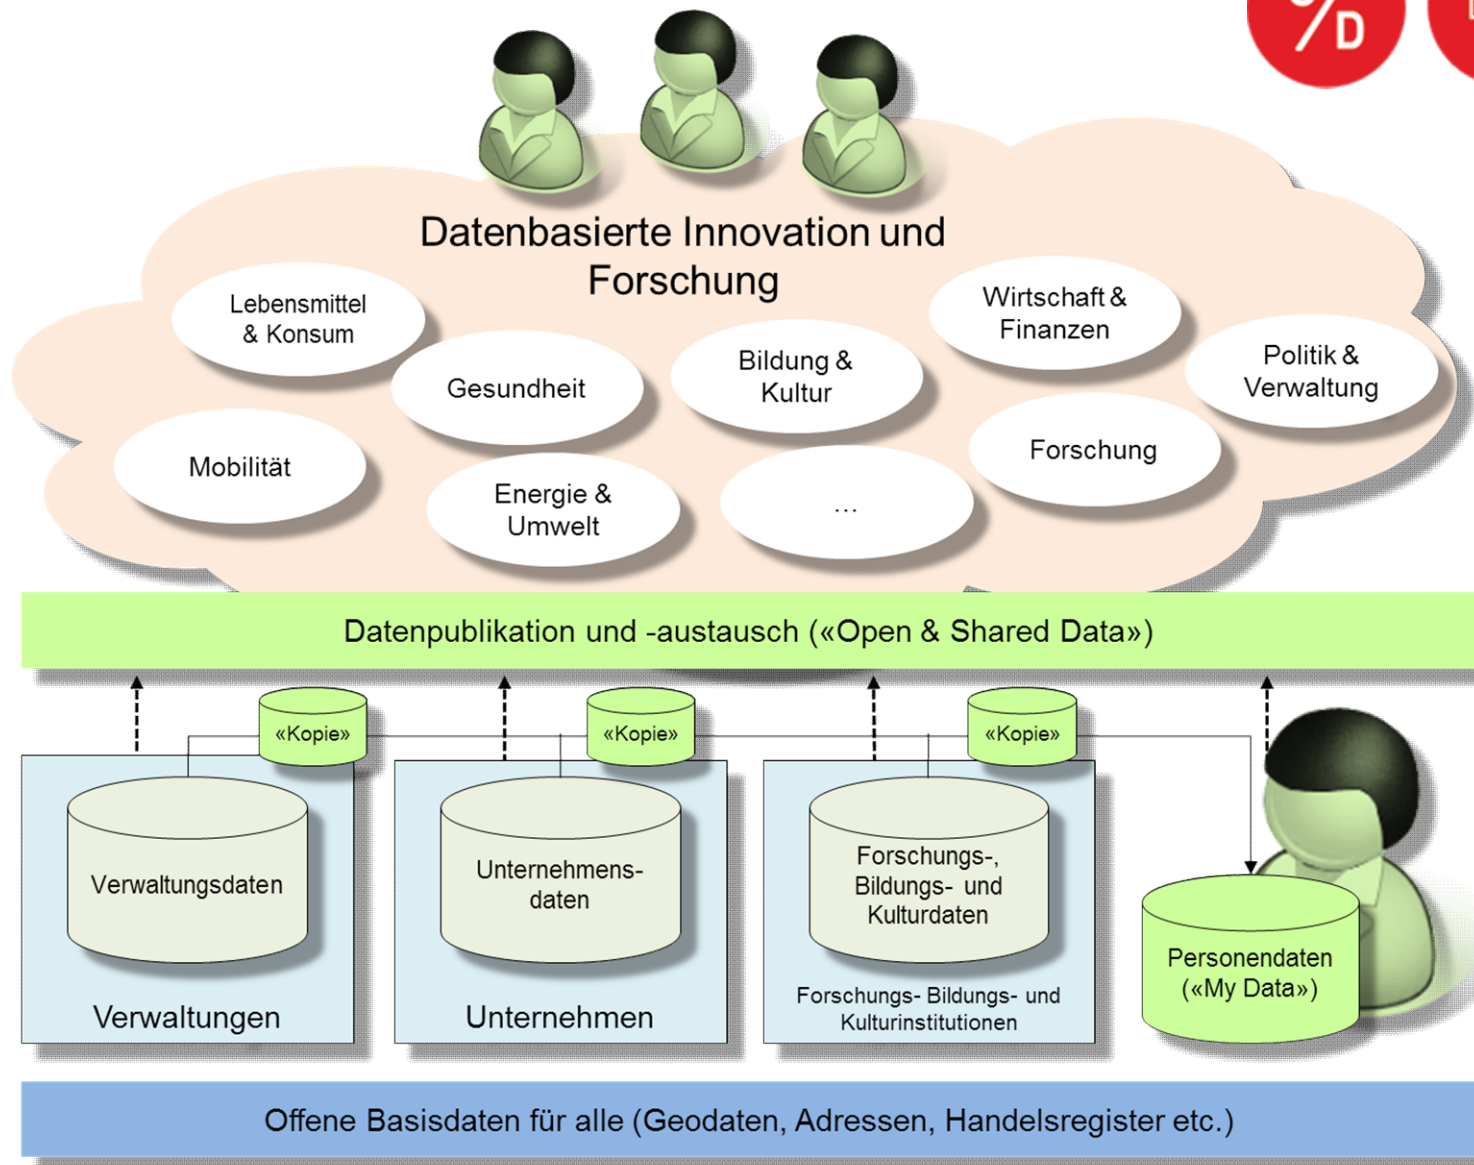 %D
Datenbasierte Innovation und
Forschung
Lebensmittel
& Konsum
Gesundheit
Bildung &
Kultur
Wirtschaft &
Finanzen
Politik &
Verwaltung
Mobilität
Energie &
Umwelt
...
Forschung
Datenpublikation und -austausch («Open & Shared Data»)
«Kopie»
«Kopie»
«Kopie»
Verwaltungsdaten
Unternehmens-
daten
Forschungs-,
Bildungs- und
Kulturdaten
Personendaten
(«My Data»)
Verwaltungen
Unternehmen
Forschungs- Bildungs- und
Kulturinstitutionen
Offene Basisdaten für alle (Geodaten, Adressen, Handelsregister etc.)